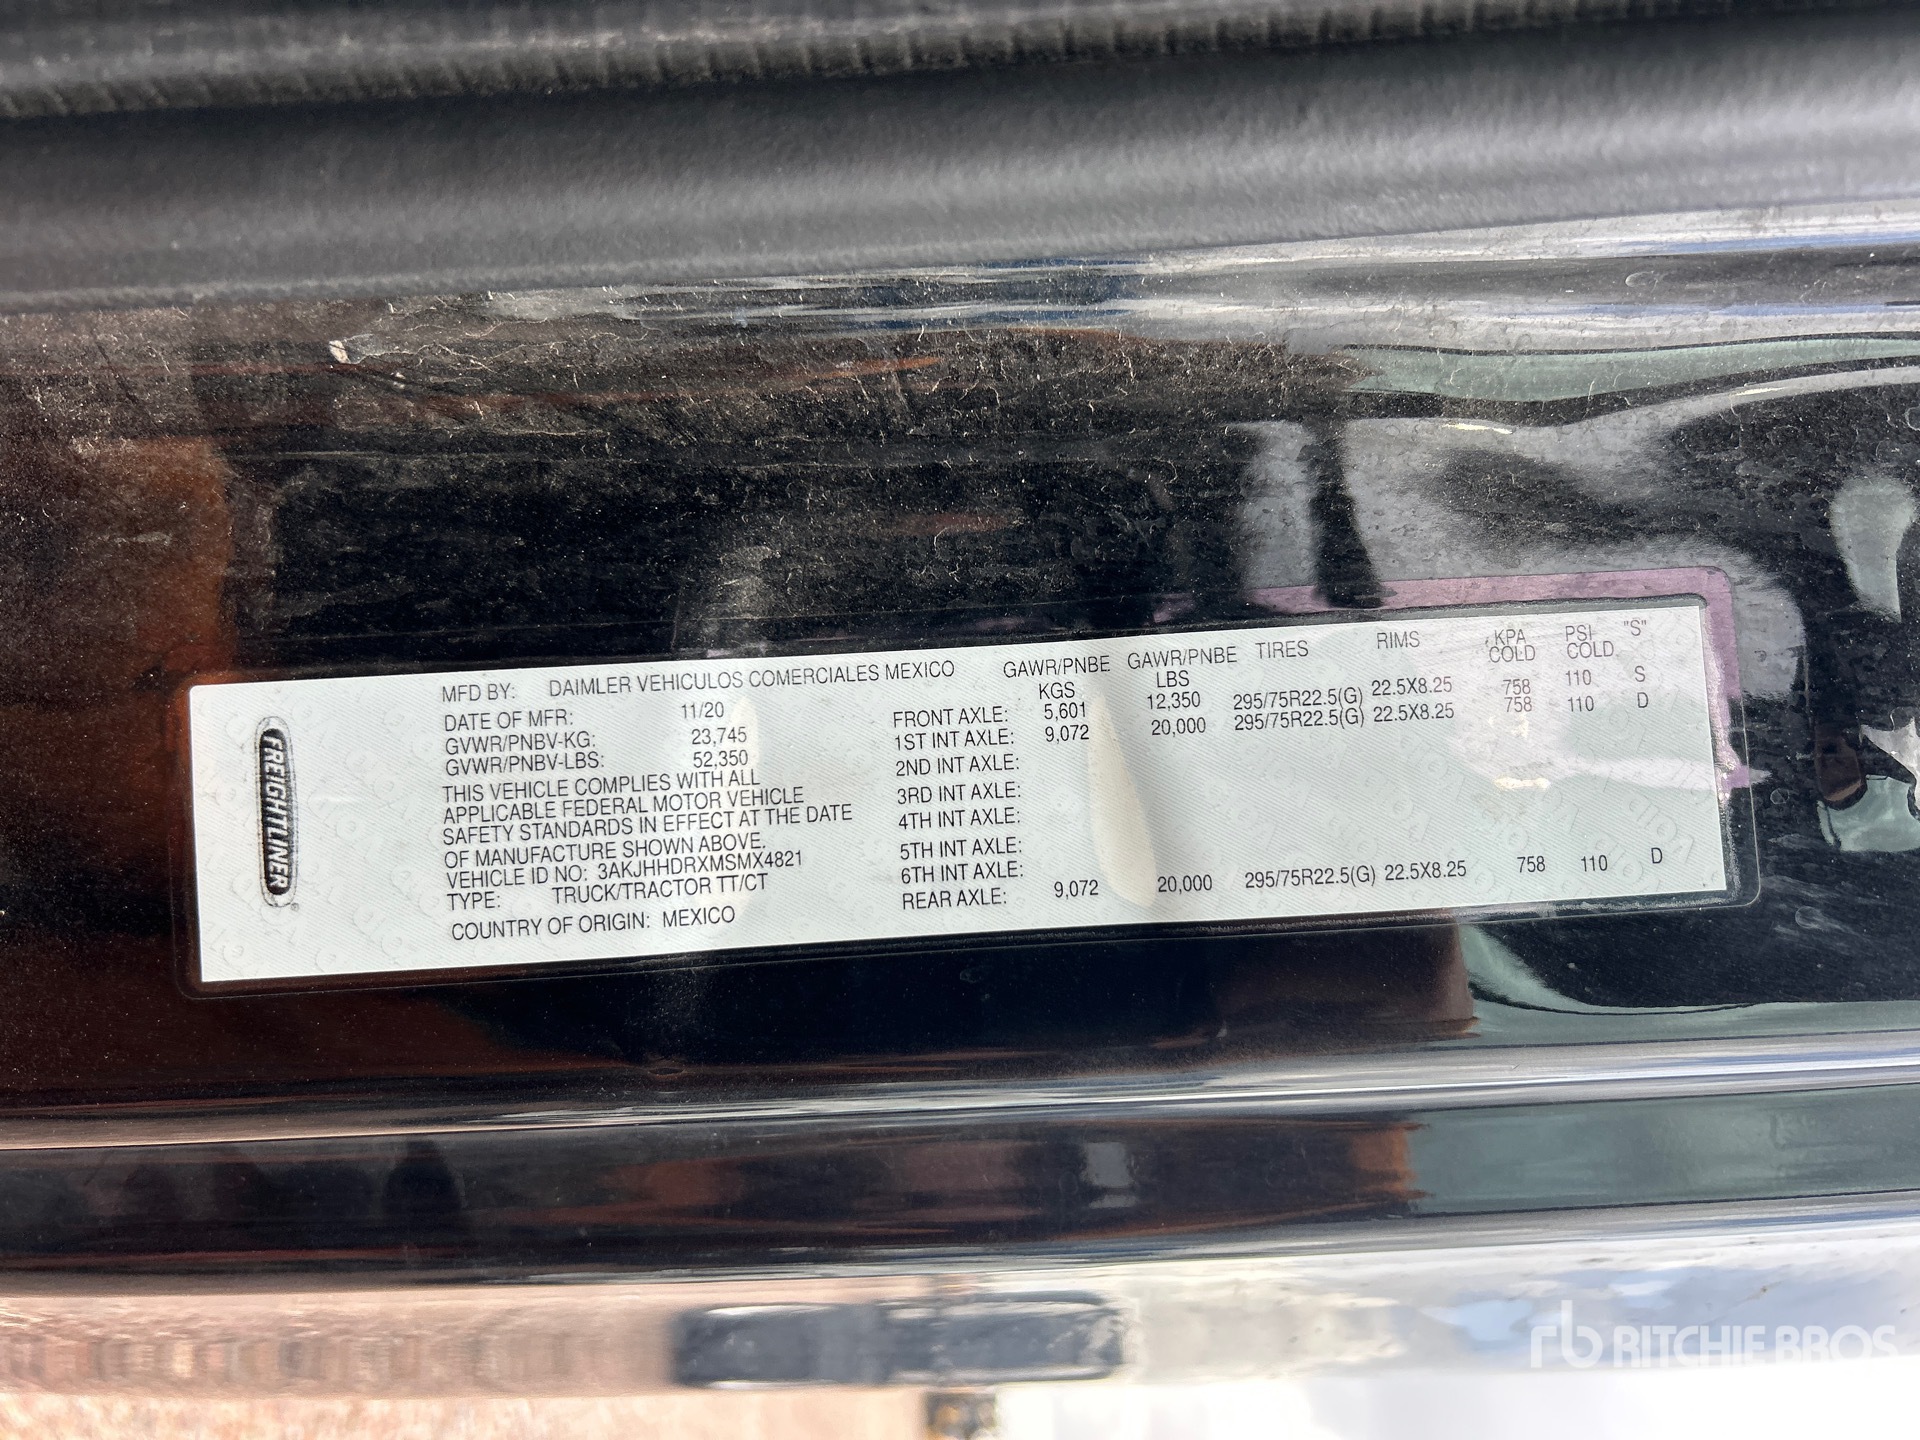 FREIGHTLINER
MFD BY: DAIMLER VEHICULOS COMERCIALES MEXICO
DATE OF MFR: 11/20
GVWR/PNBV-KG: 23,745
GVWR/PNBV-LBS: 52,350
THIS VEHICLE COMPLIES WITH ALL
APPLICABLE FEDERAL MOTOR VEHICLE
SAFETY STANDARDS IN EFFECT AT THE DATE
OF MANUFACTURE SHOWN ABOVE.
VEHICLE ID NO: 3AKJHHDRXMSMX4821
TYPE: TRUCK/TRACTOR TT/CT
COUNTRY OF ORIGIN: MEXICO
GAWR/PNBE KGS GAWR/PNBE LBS TIRES RIMS KPA COLD PSI COLD "S"
FRONT AXLE: 5,601 12,350 295/75R22.5(G) 22.5X8.25 758 110 S
1ST INT AXLE: 9,072 20,000 295/75R22.5(G) 22.5X8.25 758 110 D
2ND INT AXLE:
3RD INT AXLE:
4TH INT AXLE:
5TH INT AXLE:
6TH INT AXLE:
REAR AXLE: 9,072 20,000 295/75R22.5(G) 22.5X8.25 758 110 D
rb RITCHIE BROS